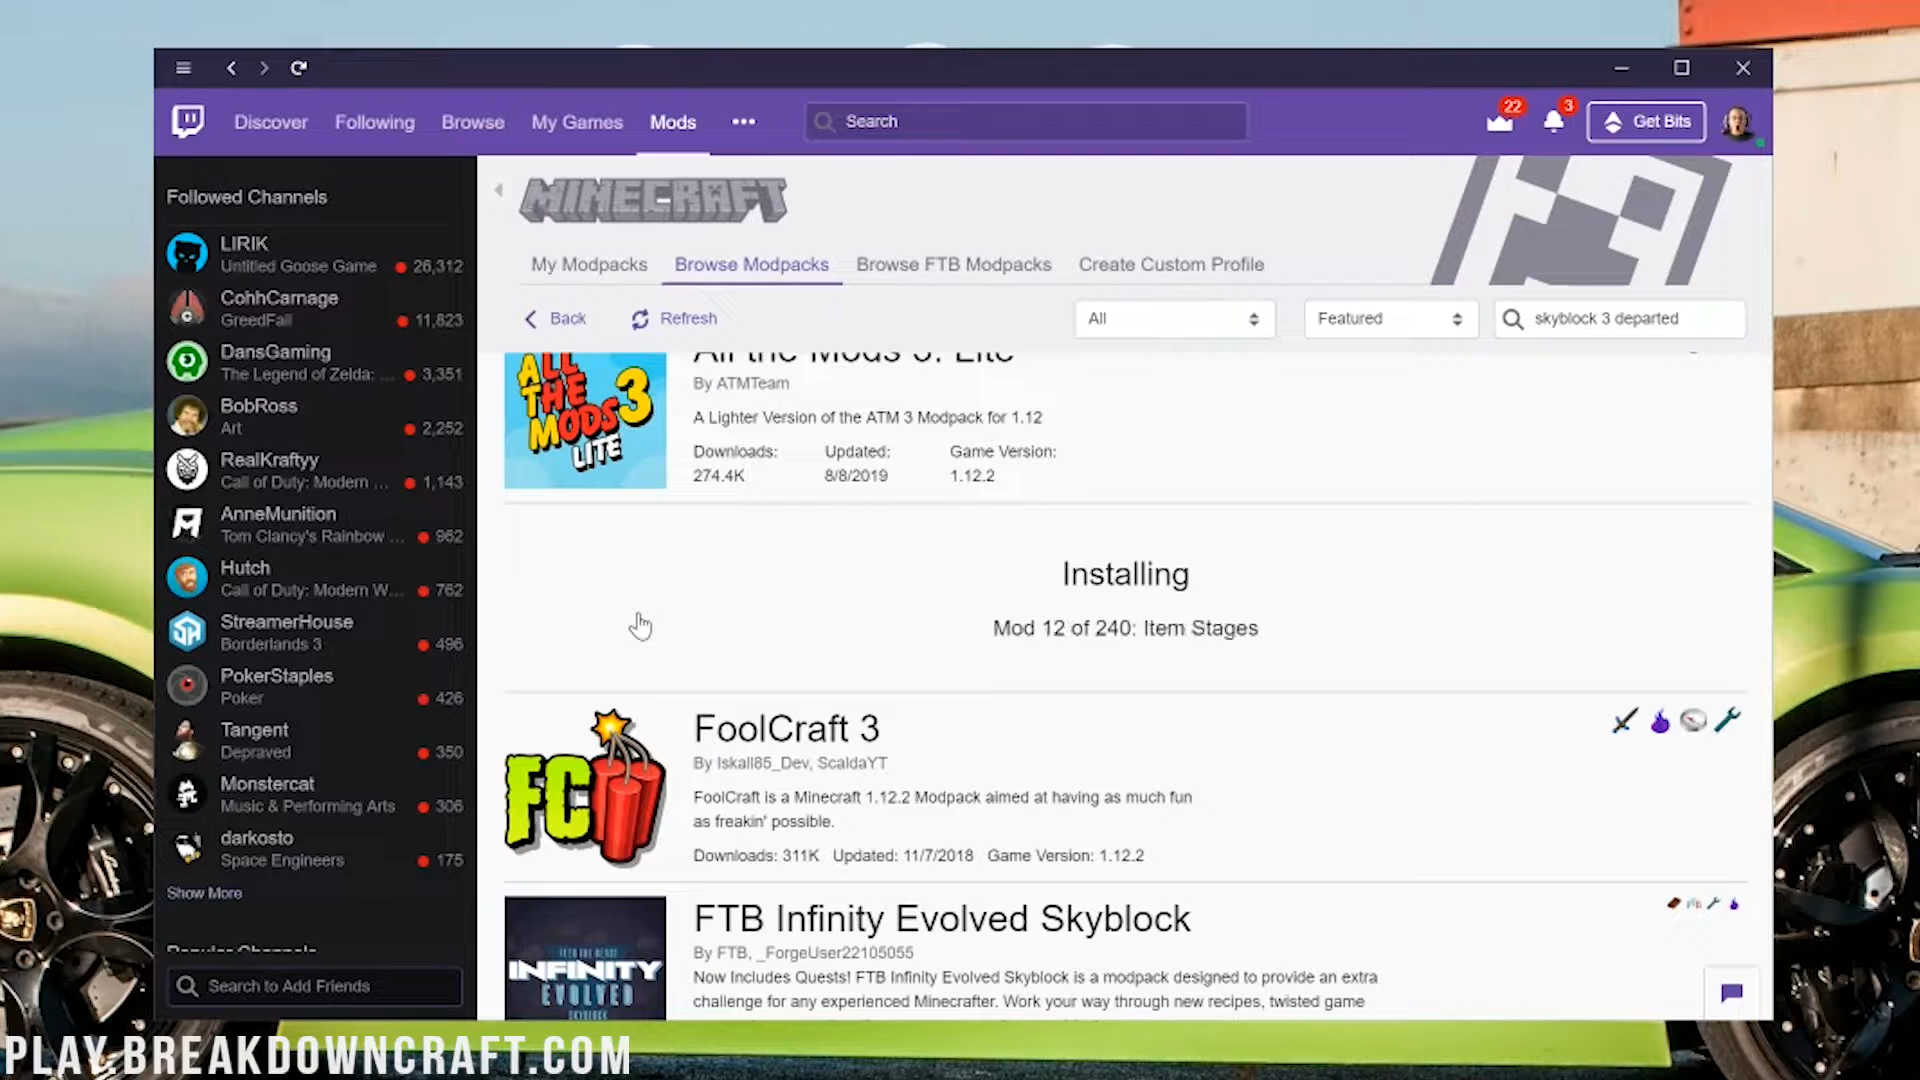 Discover
Following
Browse
My Games
Mods
Search
22
3
Get Bits
Followed Channels
LIRIK
Untitled Goose Game 26,312
CohhCarnage
GreedFall 11,823
DansGaming
The Legend of Zelda: ... 3,351
BobRoss
Art 2,252
RealKraftyy
Call of Duty: Modern ... 1,143
AnneMunition
Tom Clancy's Rainbow ... 962
Hutch
Call of Duty: Modern W... 762
StreamerHouse
Borderlands 3 496
PokerStaples
Poker 426
Tangent
Depraved 350
Monstercat
Music & Performing Arts 306
darkosto
Space Engineers 175
Show More
Popular Channels
Search to Add Friends
MINECRAFT
My Modpacks
Browse Modpacks
Browse FTB Modpacks
Create Custom Profile
Back
Refresh
All
Featured
skyblock 3 departed
ALL
THE
MODS 3
LITE
All the Mods 3: Lite
By ATMTeam
A Lighter Version of the ATM 3 Modpack for 1.12
Downloads: Updated: Game Version:
274.4K 8/8/2019 1.12.2
Installing
Mod 12 of 240: Item Stages
FC
FoolCraft 3
By Iskall85_Dev, ScaldaYT
FoolCraft is a Minecraft 1.12.2 Modpack aimed at having as much fun
as freakin' possible.
Downloads: 311K Updated: 11/7/2018 Game Version: 1.12.2
INFINITY
EVOLVED
SKYBLOCK
FTB Infinity Evolved Skyblock
By FTB, _ForgeUser22105055
Now Includes Quests! FTB Infinity Evolved Skyblock is a modpack designed to provide an extra
challenge for any experienced Minecrafter. Work your way through new recipes, twisted game
PLAY.BREAKDOWNCRAFT.COM